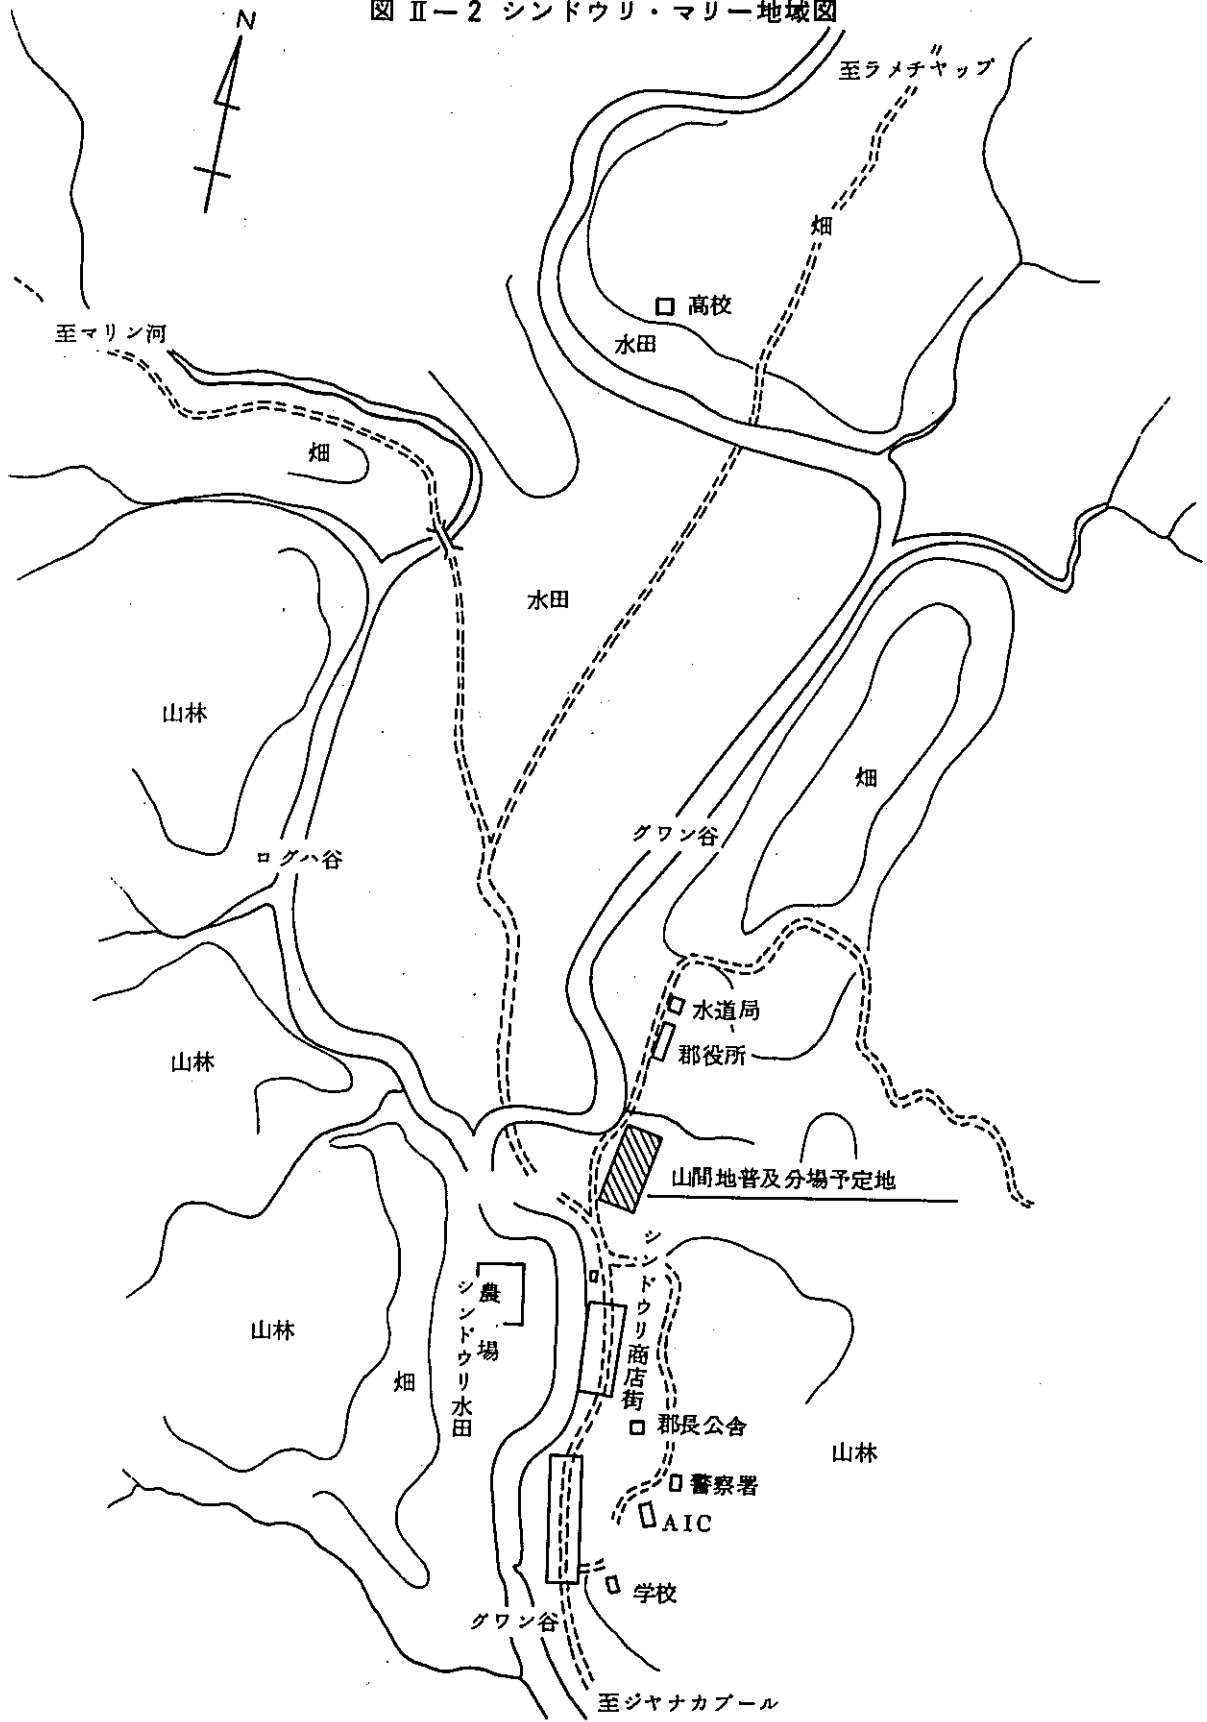 図 Ⅱ－2 シンドウリ・マリー地域図
N
至ラメチヤップ
畑
高校
水田
至マリン河
畑
水田
山林
畑
グワン谷
ログハ谷
水道局
郡役所
山林
山間地普及分場予定地
シンドウリ商店街
農場
シンドウリ水田
山林
畑
郡長公舎
山林
警察署
AIC
学校
グワン谷
至ジヤナカプール